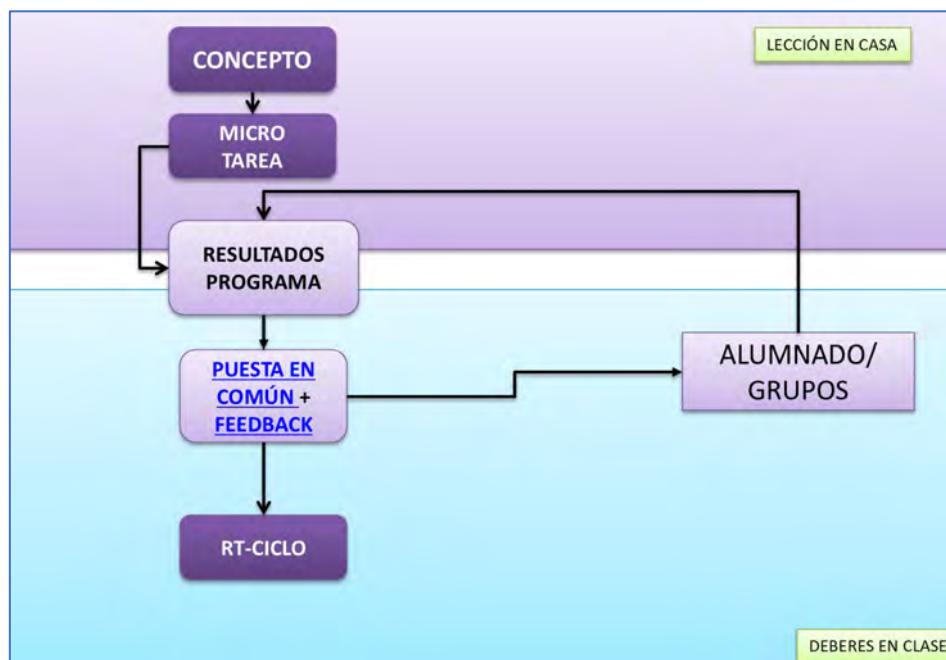 CONCEPTO
LECCIÓN EN CASA
MICRO
TAREA
RESULTADOS
PROGRAMA
PUESTA EN
COMÚN +
FEEDBACK
ALUMNADO/
GRUPOS
RT-CICLO
DEBERES EN CLASE